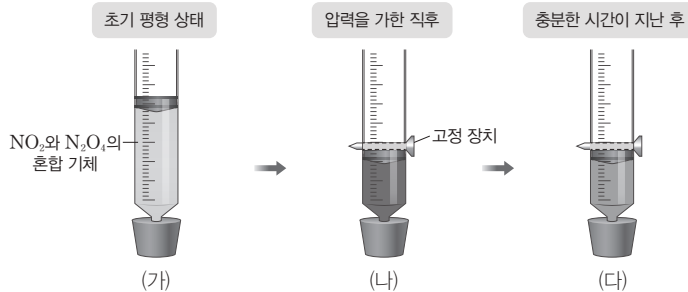 초기 평형 상태
압력을 가한 직후
충분한 시간이 지난 후
NO₂와 N₂O₄의
혼합 기체
고정 장치
(가)
(나)
(다)